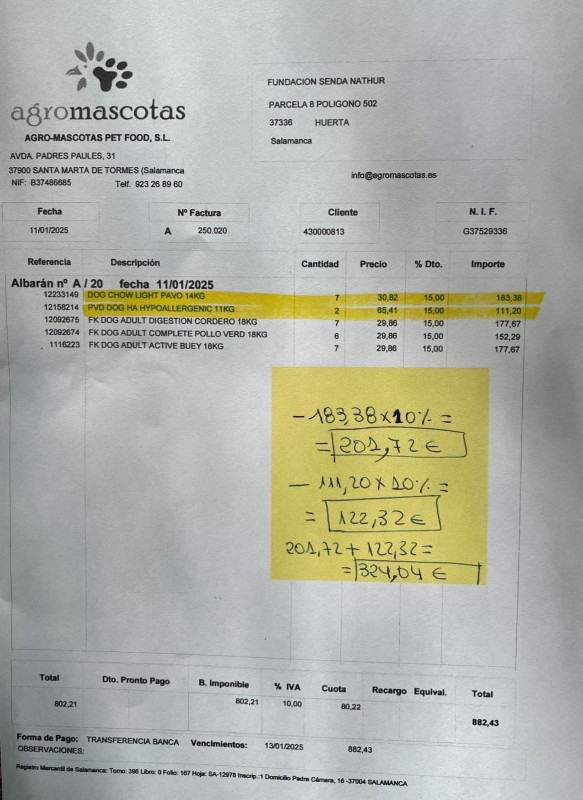 agromascotas
AGRO-MASCOTAS PET FOOD, S.L.
AVDA. PADRES PAULES, 31
37900 SANTA MARTA DE TORMES (Salamanca
NIF: B37486685 Telf. 923 26 89 60
FUNDACION SENDA NATHUR
PARCELA 8 POLIGONO 502
37336 HUERTA
Salamanca
info@agromascotas.es
Fecha Nº Factura Cliente N. I. F.
11/01/2025 A 250.020 430000813 G37529336
Referencia Descripción Cantidad Precio % Dto. Importe
Albarán nº A / 20 fecha 11/01/2025
12233149 DOG CHOW LIGHT PAVO 14KG 7 30,82 15,00 183,38
12158214 PVD DOG HA HYPOALLERGENIC 11KG 2 65,41 15,00 111,20
12092675 FK DOG ADULT DIGESTION CORDERO 18KG 7 29,86 15,00 177,67
12092674 FK DOG ADULT COMPLETE POLLO VERD 18KG 6 29,86 15,00 152,29
1116223 FK DOG ADULT ACTIVE BUEY 18KG 7 29,86 15,00 177,67
- 183,38 x 10% =
= 201,72 €
- 111,20 x 10% =
= 122,32 €
201,72 + 122,32 =
= 324,04 €
Total Dto. Pronto Pago B. Imponible % IVA Cuota Recargo Equival. Total
802,21 802,21 10,00 80,22 882,43
Forma de Pago: TRANSFERENCIA BANCA Vencimientos: 13/01/2025 882,43
OBSERVACIONES:
Registro Mercantil de Salamanca: Tomo: 396 Libro: 0 Folio: 167 Hoja: SA-12978 Inscrip.:1 Domicilio Padre Cámara, 16 -37004 SALAMANCA